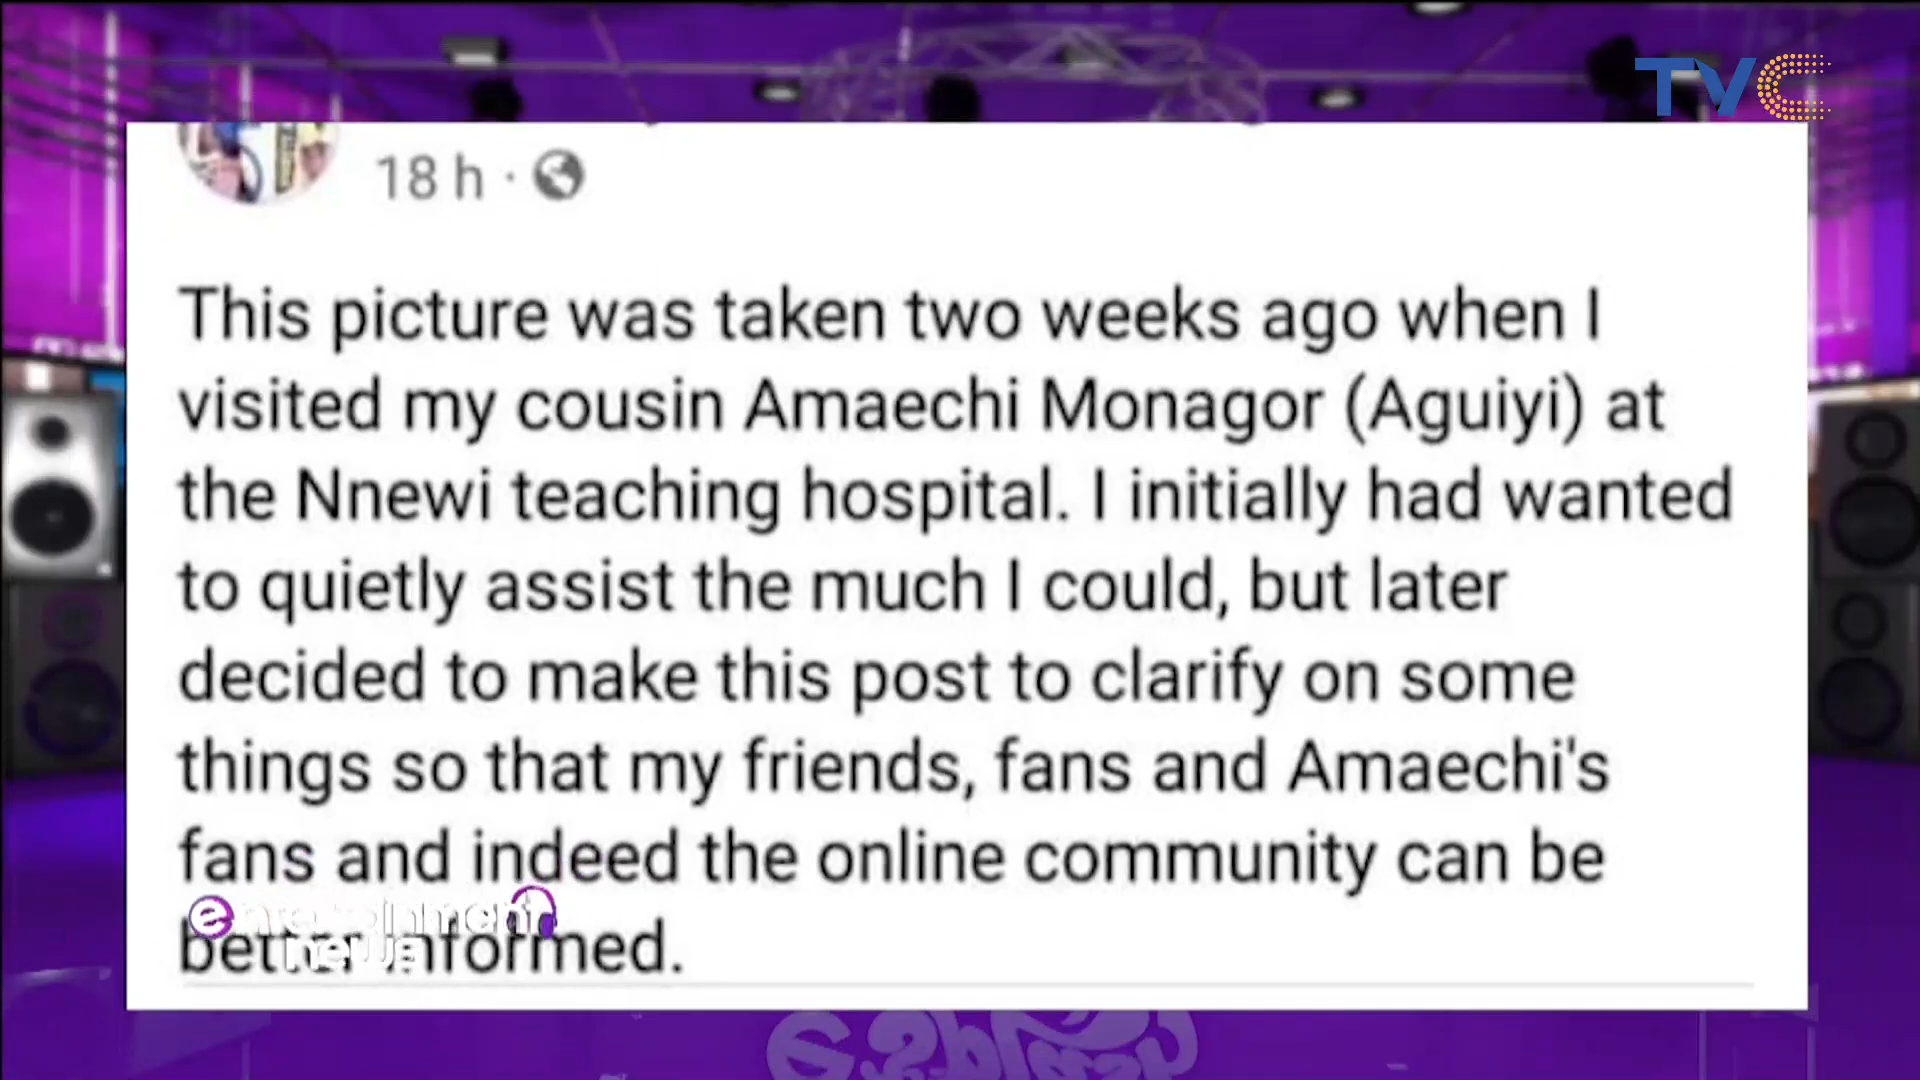 TVC
18 h ·
This picture was taken two weeks ago when I
visited my cousin Amaechi Monagor (Aguiyi) at
the Nnewi teaching hospital. I initially had wanted
to quietly assist the much I could, but later
decided to make this post to clarify on some
things so that my friends, fans and Amaechi's
fans and indeed the online community can be
better informed.
entertainment
news